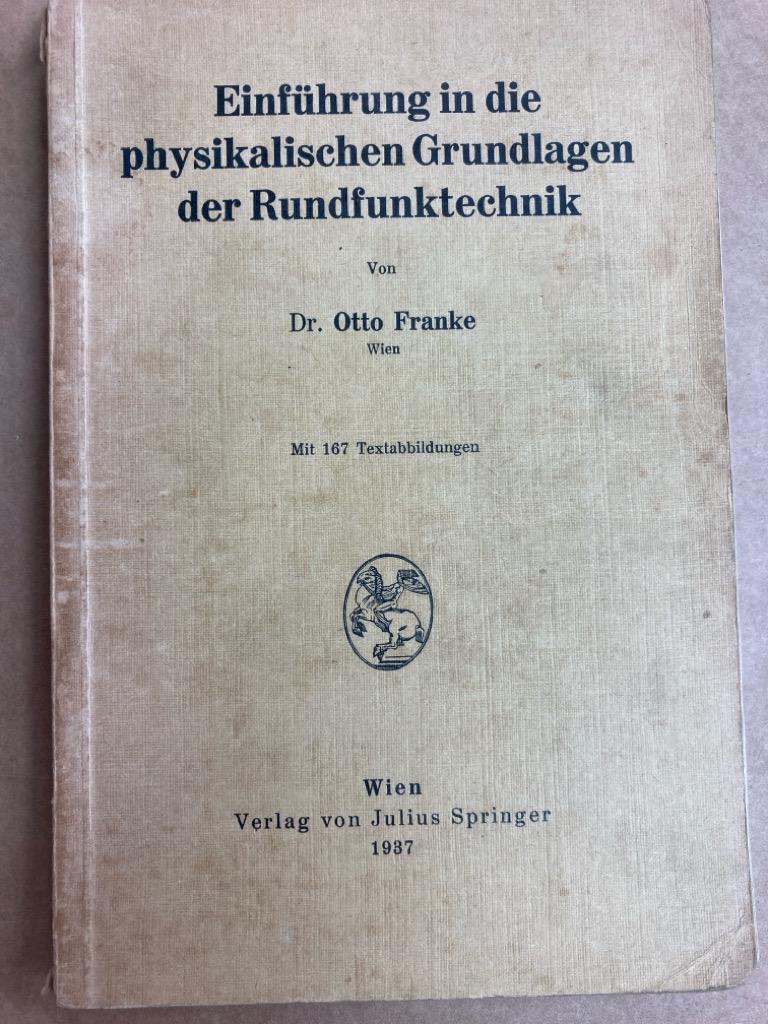 Einführung in die
physikalischen Grundlagen
der Rundfunktechnik
Von
Dr. Otto Franke
Wien
Mit 167 Textabbildungen
Wien
Verlag von Julius Springer
1937